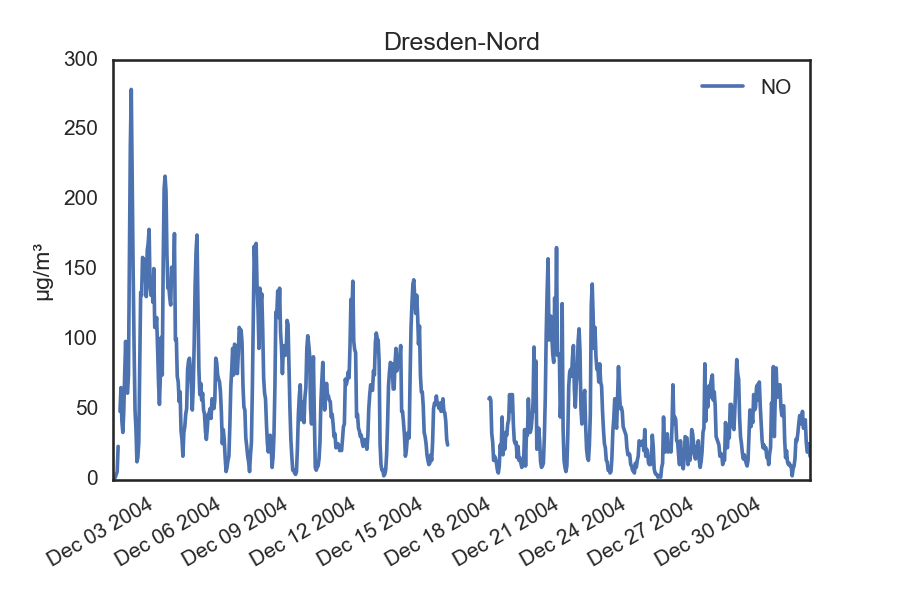 Dresden-Nord
NO
µg/m³
300
250
200
150
100
50
0
Dec 03 2004
Dec 06 2004
Dec 09 2004
Dec 12 2004
Dec 15 2004
Dec 18 2004
Dec 21 2004
Dec 24 2004
Dec 27 2004
Dec 30 2004